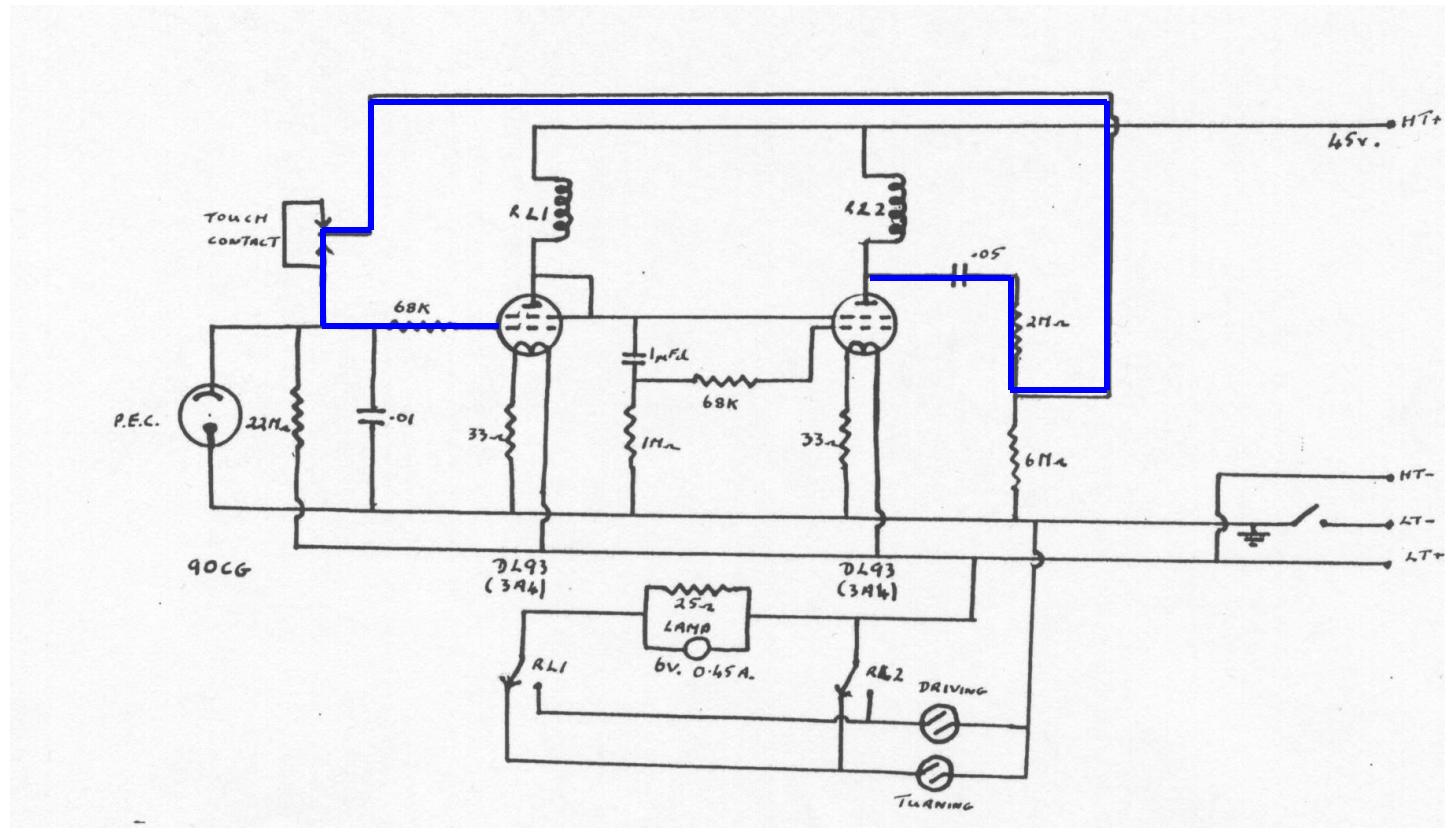 HT+
45v.
TOUCH
CONTACT
RL1
RL2
.05
68K
2MΩ
1µFd
68K
P.E.C.
22MΩ
.01
33Ω
1MΩ
33Ω
6MΩ
HT-
LT-
LT+
90CG
DL93
(3A4)
DL93
(3A4)
25Ω
LAMP
6V. 0.45A.
RL1
RL2
DRIVING
TURNING